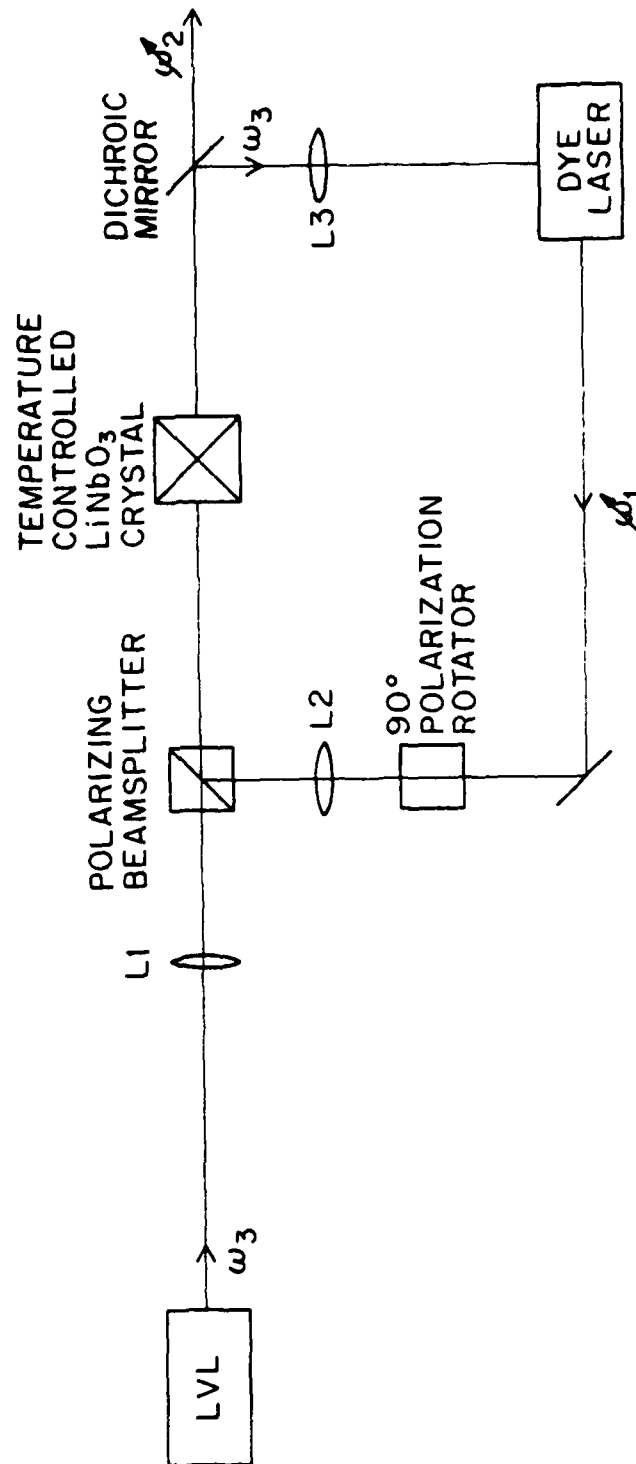 LVL
ω3
L1
POLARIZING
BEAMSPLITTER
L2
90°
POLARIZATION
ROTATOR
TEMPERATURE
CONTROLLED
LiNbO3
CRYSTAL
DICHROIC
MIRROR
ω2
ω3
L3
DYE
LASER
ω1